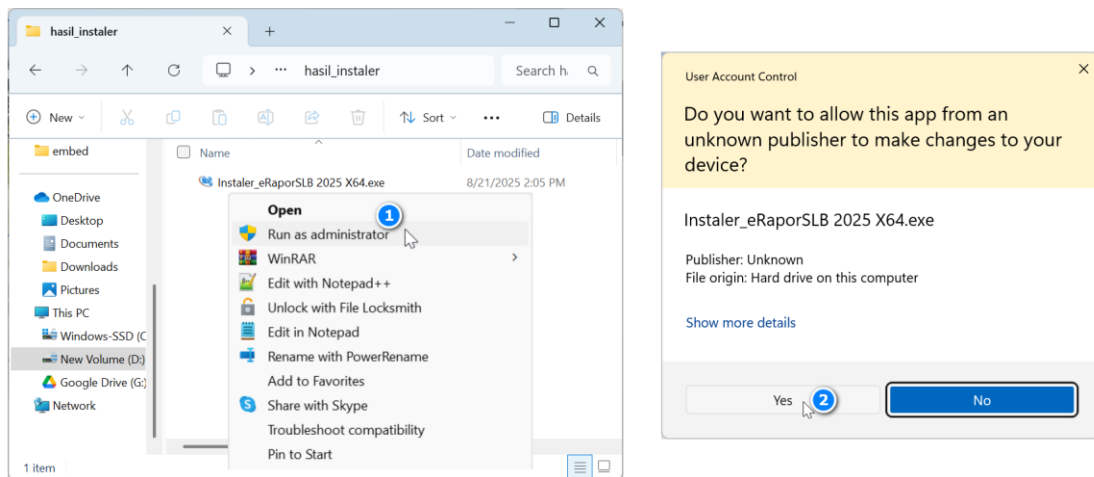 hasil_instaler
hasil_instaler
Search h
New
Sort
Details
embed
OneDrive
Desktop
Documents
Downloads
Pictures
This PC
Windows-SSD (C
New Volume (D:)
Google Drive (G:)
Network
Name
Date modified
Instaler_eRaporSLB 2025 X64.exe
8/21/2025 2:05 PM
Open
1
Run as administrator
WinRAR
Edit with Notepad++
Unlock with File Locksmith
Edit in Notepad
Rename with PowerRename
Add to Favorites
Share with Skype
Troubleshoot compatibility
Pin to Start
1 item
User Account Control
Do you want to allow this app from an
unknown publisher to make changes to your
device?
Instaler_eRaporSLB 2025 X64.exe
Publisher: Unknown
File origin: Hard drive on this computer
Show more details
Yes
2
No